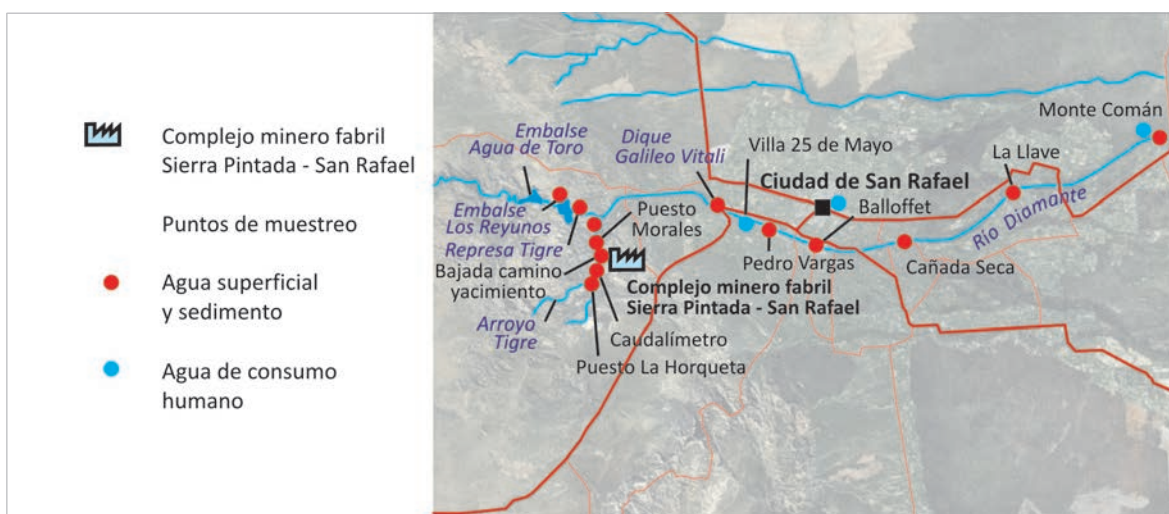 Complejo minero fabril
Sierra Pintada - San Rafael
Puntos de muestreo
Agua superficial
y sedimento
Agua de consumo
humano
Embalse
Agua de Toro
Dique
Galileo Vitali
Villa 25 de Mayo
Monte Comán
La Llave
Ciudad de San Rafael
Balloffet
Río Diamante
Embalse
Los Reyunos
Represa Tigre
Puesto
Morales
Pedro Vargas
Cañada Seca
Bajada camino
yacimiento
Complejo minero fabril
Sierra Pintada - San Rafael
Arroyo
Tigre
Caudalímetro
Puesto La Horqueta